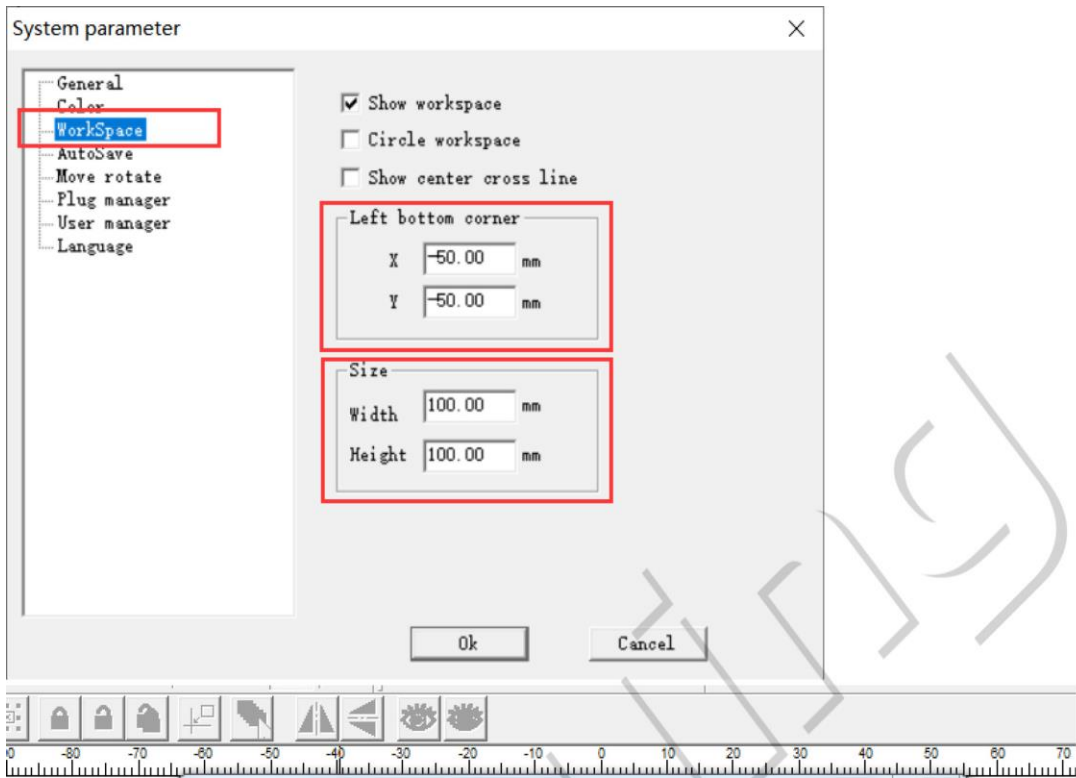 System parameter
General
Color
WorkSpace
AutoSave
Move rotate
Plug manager
User manager
Language
Show workspace
Circle workspace
Show center cross line
Left bottom corner
X -50.00 mm
Y -50.00 mm
Size
Width 100.00 mm
Height 100.00 mm
Ok Cancel
-80 -70 -60 -50 -40 -30 -20 -10 0 10 20 30 40 50 60 70